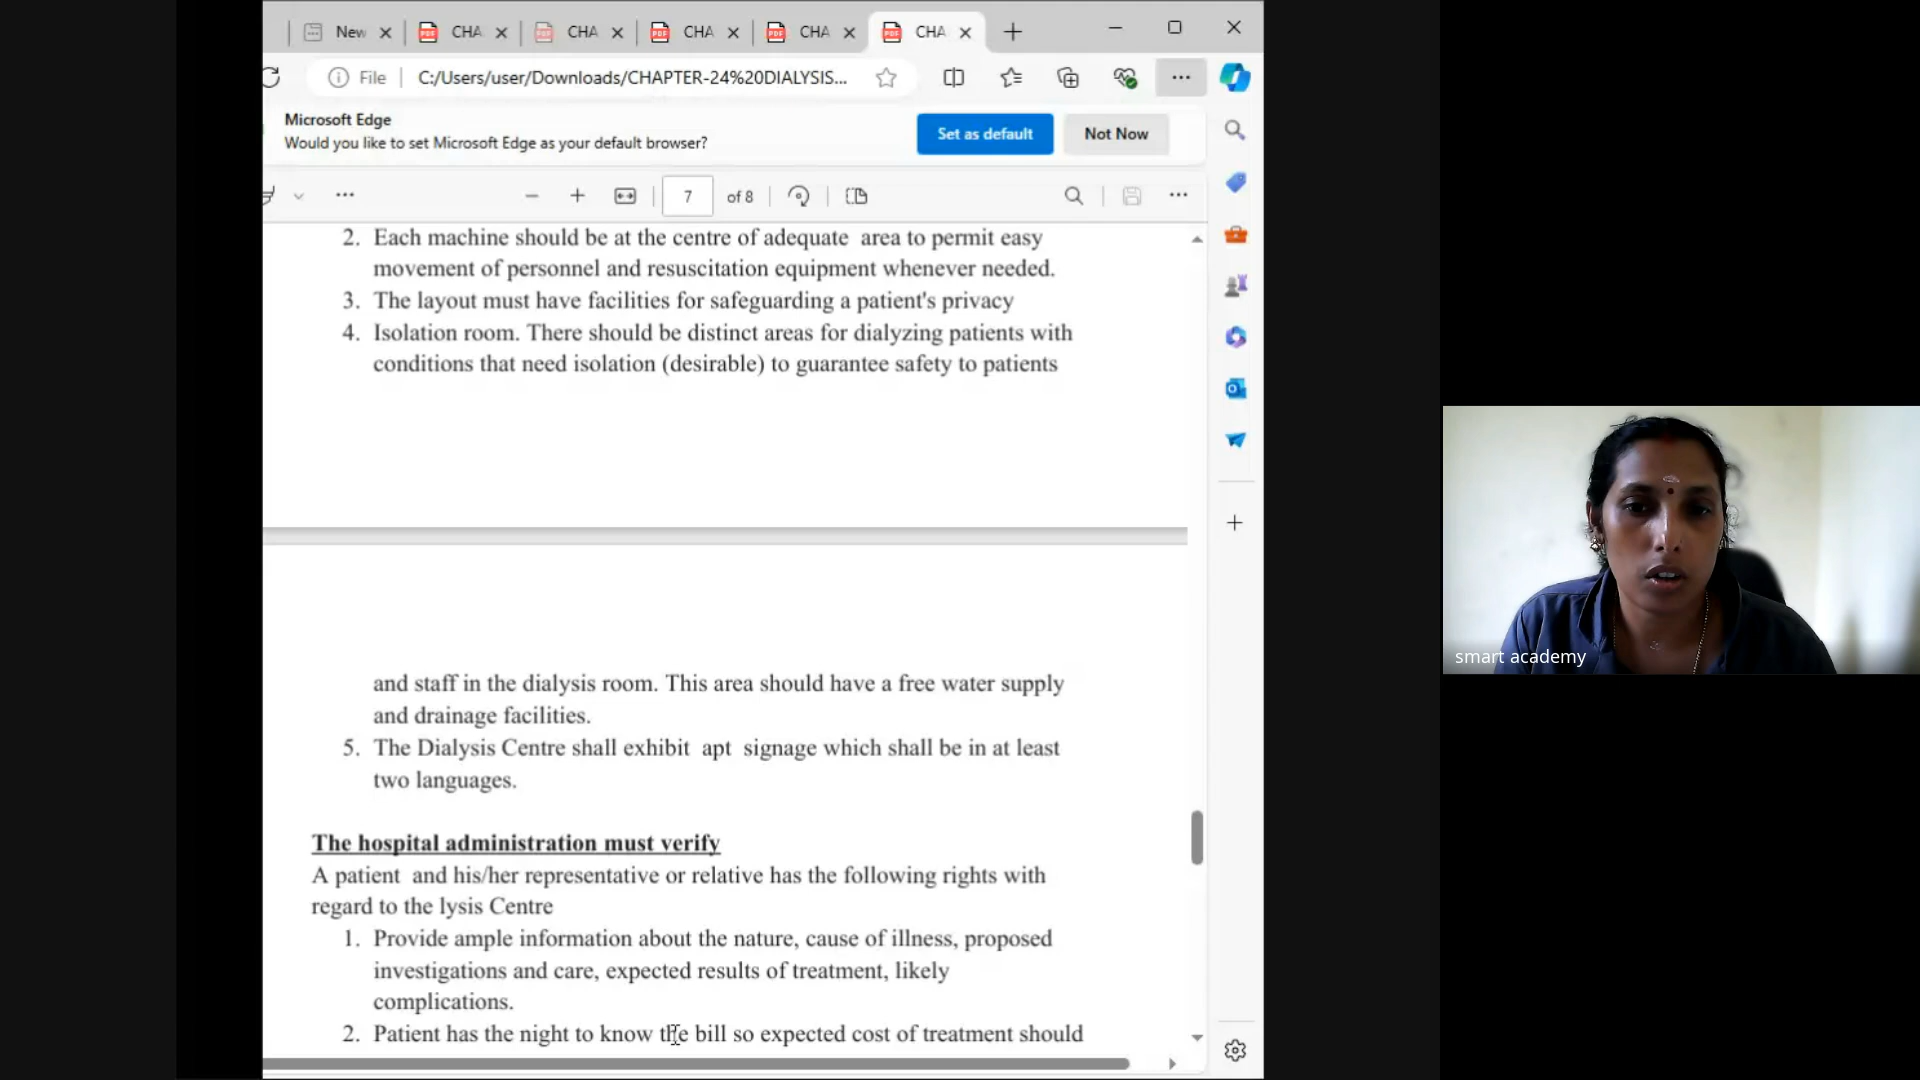 New
CHA
CHA
CHA
CHA
CHA
File
C:/Users/user/Downloads/CHAPTER-24%20DIALYSIS...
Microsoft Edge
Would you like to set Microsoft Edge as your default browser?
Set as default
Not Now
7 of 8
2. Each machine should be at the centre of adequate area to permit easy
movement of personnel and resuscitation equipment whenever needed.
3. The layout must have facilities for safeguarding a patient's privacy
4. Isolation room. There should be distinct areas for dialyzing patients with
conditions that need isolation (desirable) to guarantee safety to patients
and staff in the dialysis room. This area should have a free water supply
and drainage facilities.
5. The Dialysis Centre shall exhibit apt signage which shall be in at least
two languages.
The hospital administration must verify
A patient and his/her representative or relative has the following rights with
regard to the lysis Centre
1. Provide ample information about the nature, cause of illness, proposed
investigations and care, expected results of treatment, likely
complications.
2. Patient has the night to know the bill so expected cost of treatment should
smart academy